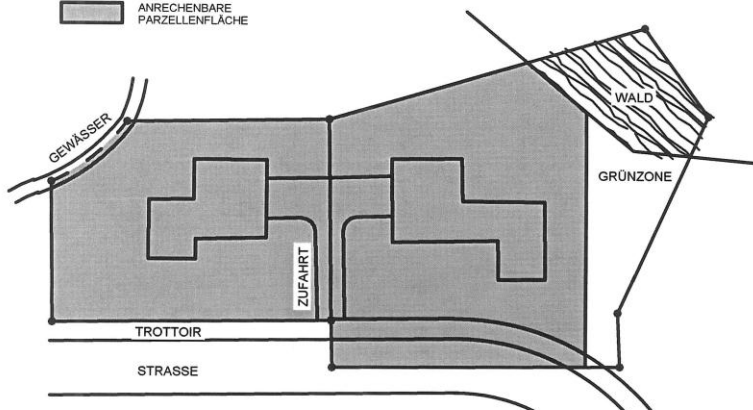 ANRECHENBARE
PARZELLENFLÄCHE
WALD
GEWÄSSER
GRÜNZONE
ZUFAHRT
TROTTOIR
STRASSE